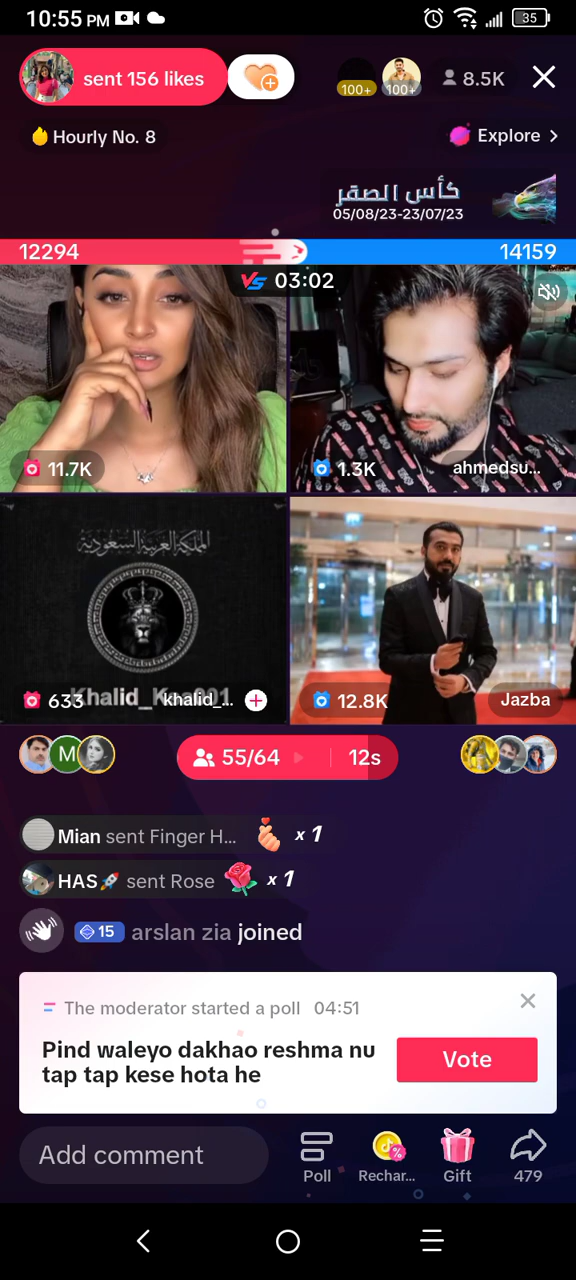 10:55 PM
35
sent 156 likes
100+
100+
8.5K
Hourly No. 8
Explore
كأس الصقر
05/08/23-23/07/23
12294
14159
VS 03:02
11.7K
1.3K
ahmedsu...
المملكة العربية السعودية
633
khalid_...
12.8K
Jazba
M
55/64
12s
Mian sent Finger H... x 1
HAS🚀 sent Rose x 1
15 arslan zia joined
The moderator started a poll 04:51
Pind waleyo dakhao reshma nu
tap tap kese hota he
Vote
Add comment
Poll
Rechar...
Gift
479